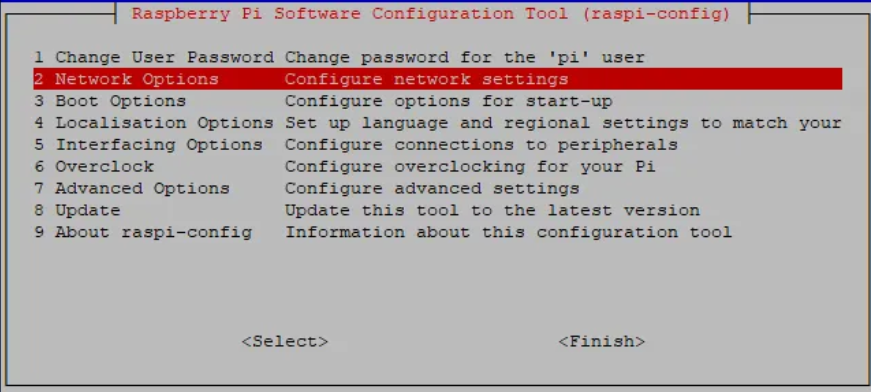 Raspberry Pi Software Configuration Tool (raspi-config)
1 Change User Password Change password for the 'pi' user
2 Network Options Configure network settings
3 Boot Options Configure options for start-up
4 Localisation Options Set up language and regional settings to match your
5 Interfacing Options Configure connections to peripherals
6 Overclock Configure overclocking for your Pi
7 Advanced Options Configure advanced settings
8 Update Update this tool to the latest version
9 About raspi-config Information about this configuration tool
<Select> <Finish>